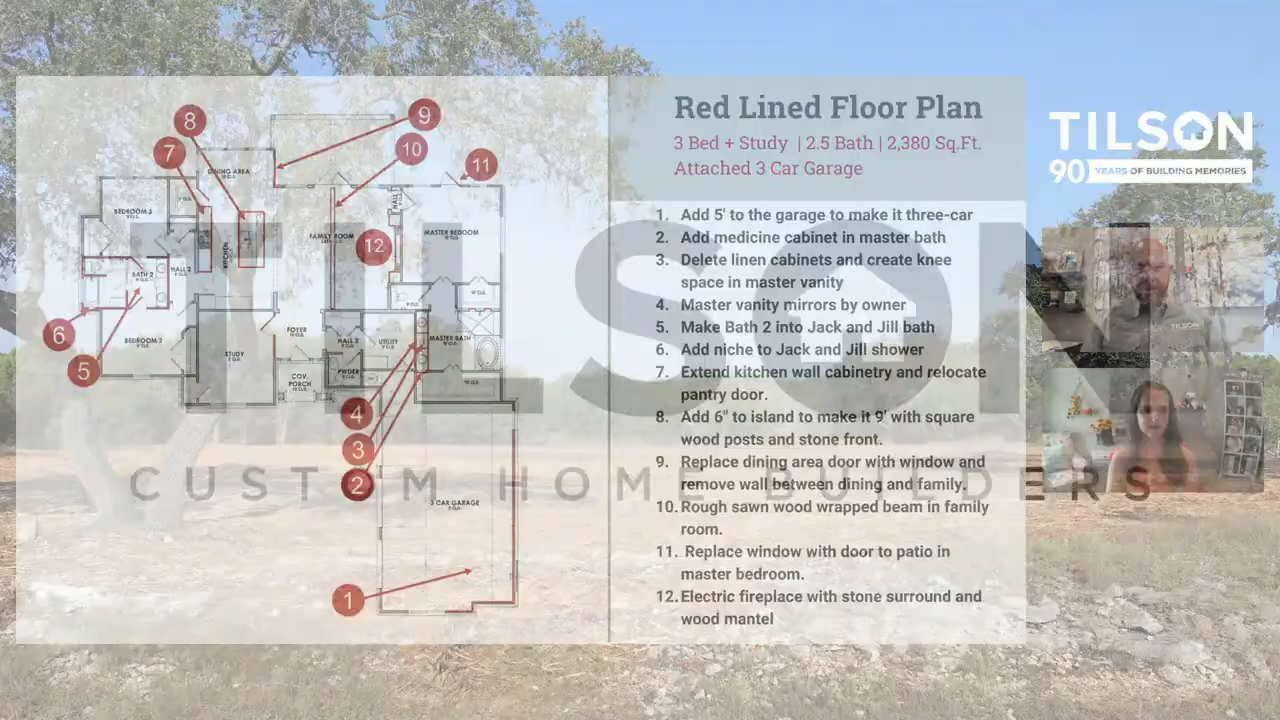 Red Lined Floor Plan
3 Bed + Study | 2.5 Bath | 2,380 Sq.Ft.
Attached 3 Car Garage
1. Add 5' to the garage to make it three-car
2. Add medicine cabinet in master bath
3. Delete linen cabinets and create knee
space in master vanity
4. Master vanity mirrors by owner
5. Make Bath 2 into Jack and Jill bath
6. Add niche to Jack and Jill shower
7. Extend kitchen wall cabinetry and relocate
pantry door.
8. Add 6" to island to make it 9' with square
wood posts and stone front.
9. Replace dining area door with window and
remove wall between dining and family.
10. Rough sawn wood wrapped beam in family
room.
11. Replace window with door to patio in
master bedroom.
12. Electric fireplace with stone surround and
wood mantel
TILSON
90 YEARS OF BUILDING MEMORIES
TILSON
CUSTOM HOME BUILDERS
TILSON
8
9
7
10
11
12
6
5
4
3
2
1
DINING AREA
BEDROOM 3
KITCHEN
FAMILY ROOM
HALL
MASTER BEDOOM
BATH 2
HALL 2
BEDROOM 2
STUDY
FOYER
HALL 3
UTILITY
MASTER BATH
COV.
PORCH
PWDER
3 CAR GARAGE